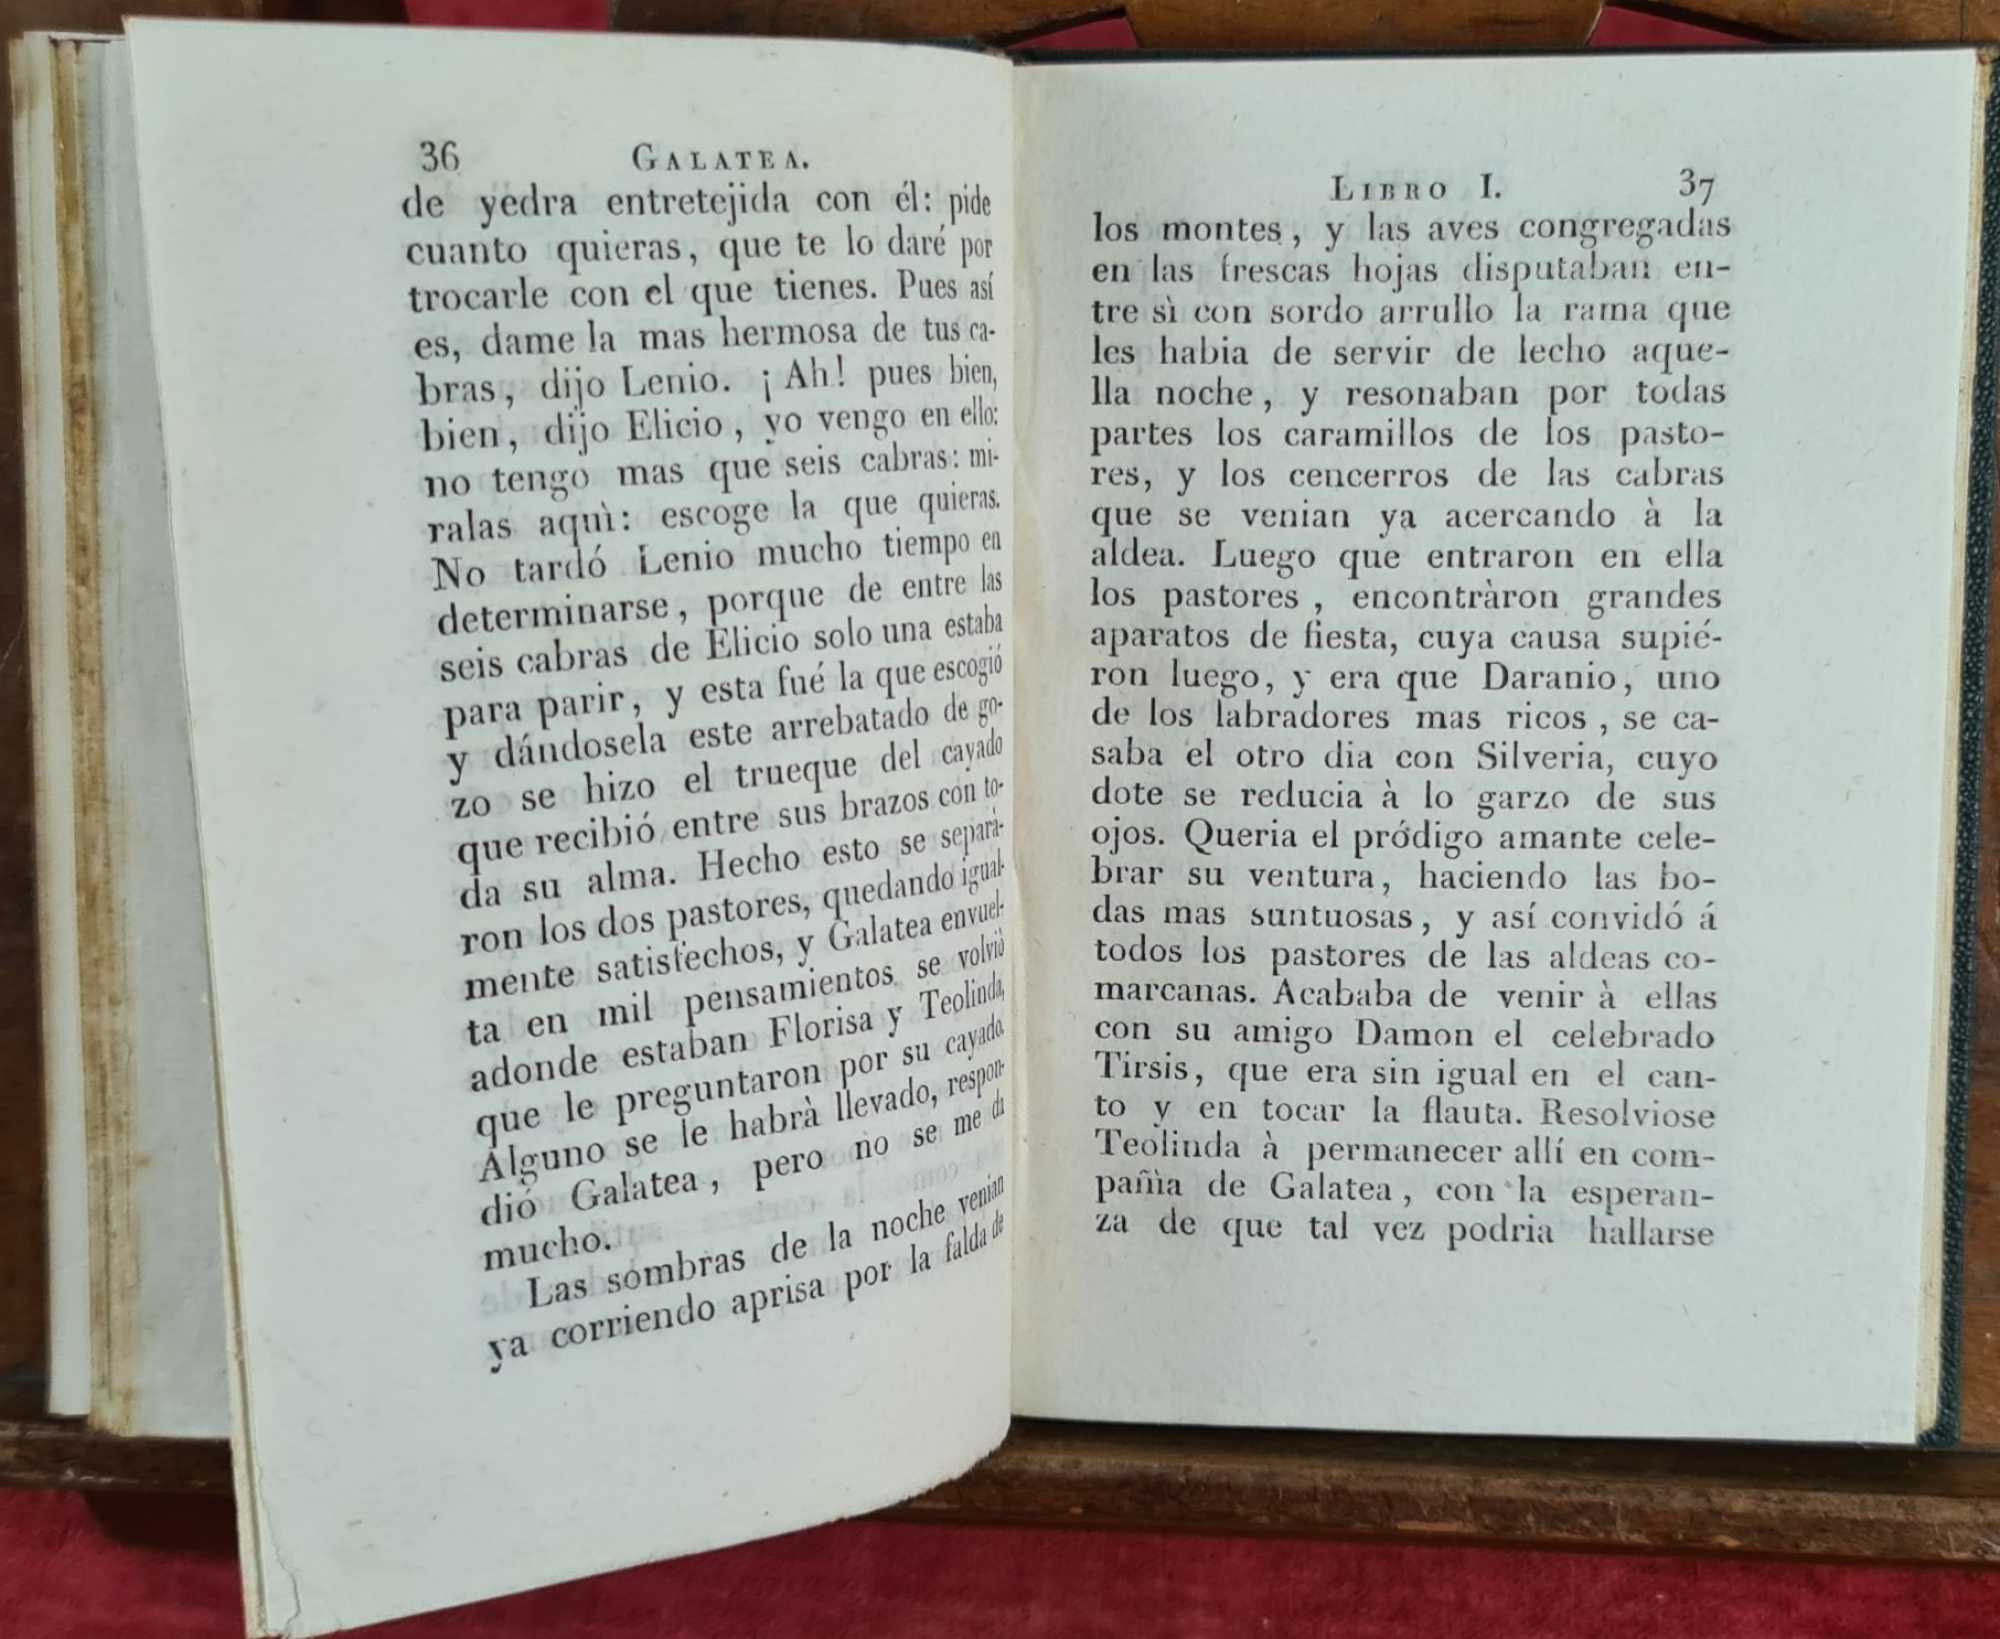 36 GALATEA.
de yedra entretejida con él: pide
cuanto quieras, que te lo daré por
trocarle con el que tienes. Pues así
es, dame la mas hermosa de tus ca-
bras, dijo Lenio. ¡Ah! pues bien,
bien, dijo Elicio, yo vengo en ello:
no tengo mas que seis cabras: mi-
ralas aquì: escoge la que quieras.
No tardó Lenio mucho tiempo en
determinarse, porque de entre las
seis cabras de Elicio solo una estaba
para parir, y esta fué la que escogió
y dándosela este arrebatado de go-
zo se hizo el trueque del cayado
que recibió entre sus brazos con to-
da su alma. Hecho esto se separá-
ron los dos pastores, quedando igual-
mente satisfechos, y Galatea envuel-
ta en mil pensamientos se volviò
adonde estaban Florisa y Teolinda,
que le preguntaron por su cayado.
Alguno se le habrà llevado, respon-
dió Galatea, pero no se me da
mucho.
Las sombras de la noche venian
ya corriendo aprisa por la falda de
LIBRO I. 37
los montes, y las aves congregadas
en las frescas hojas disputaban en-
tre sì con sordo arrullo la rama que
les habia de servir de lecho aque-
lla noche, y resonaban por todas
partes los caramillos de los pasto-
res, y los cencerros de las cabras
que se venian ya acercando à la
aldea. Luego que entraron en ella
los pastores, encontràron grandes
aparatos de fiesta, cuya causa supié-
ron luego, y era que Daranio, uno
de los labradores mas ricos, se ca-
saba el otro dia con Silveria, cuyo
dote se reducia à lo garzo de sus
ojos. Queria el pródigo amante cele-
brar su ventura, haciendo las bo-
das mas suntuosas, y así convidó á
todos los pastores de las aldeas co-
marcanas. Acababa de venir à ellas
con su amigo Damon el celebrado
Tirsis, que era sin igual en el can-
to y en tocar la flauta. Resolviose
Teolinda à permanecer allí en com-
pañìa de Galatea, con la esperan-
za de que tal vez podria hallarse